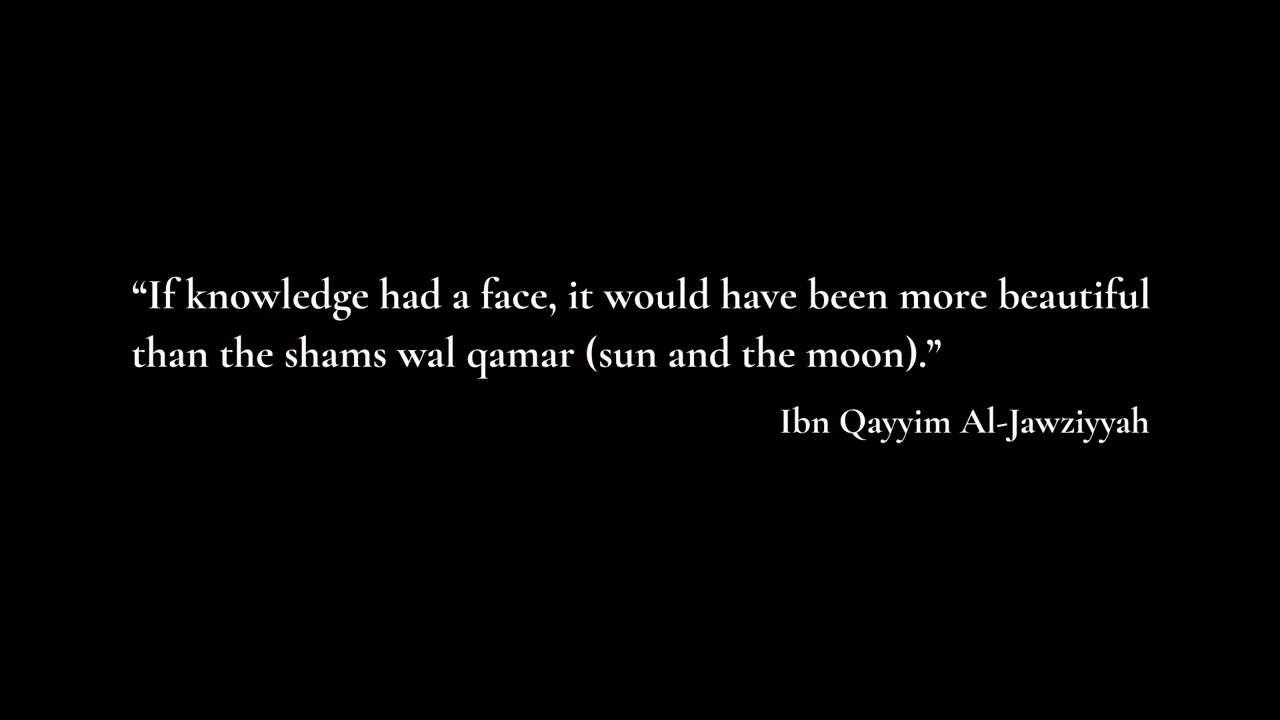 “If knowledge had a face, it would have been more beautiful
than the shams wal qamar (sun and the moon).”
Ibn Qayyim Al-Jawziyyah